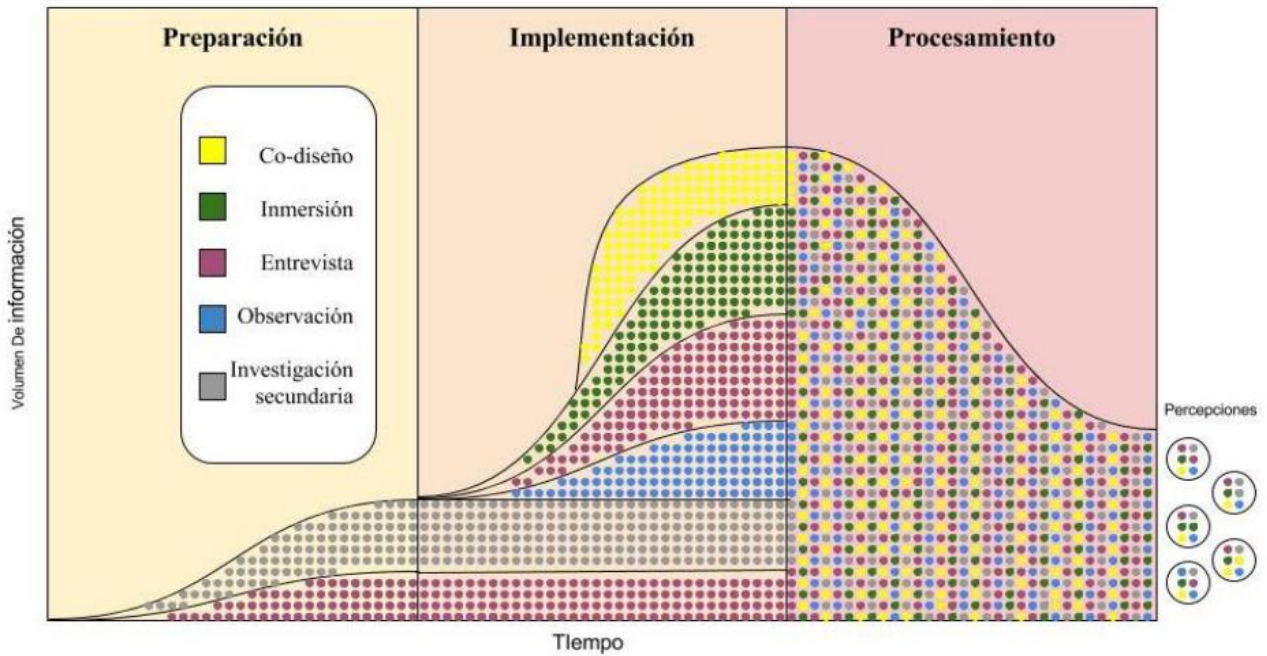 Preparación
Implementación
Procesamiento
Co-diseño
Inmersión
Entrevista
Observación
Investigación
secundaria
Volumen De información
Percepciones
TIempo